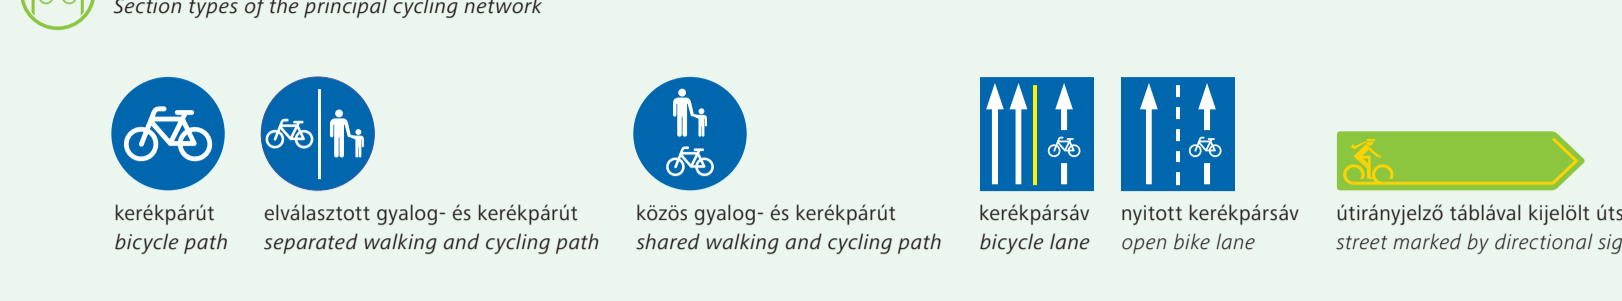 Section types of the principal cycling network
kerékpárút
bicycle path
elválasztott gyalog- és kerékpárút
separated walking and cycling path
közös gyalog- és kerékpárút
shared walking and cycling path
kerékpársáv
bicycle lane
nyitott kerékpársáv
open bike lane
útirányjelző táblával kijelölt
street marked by directional